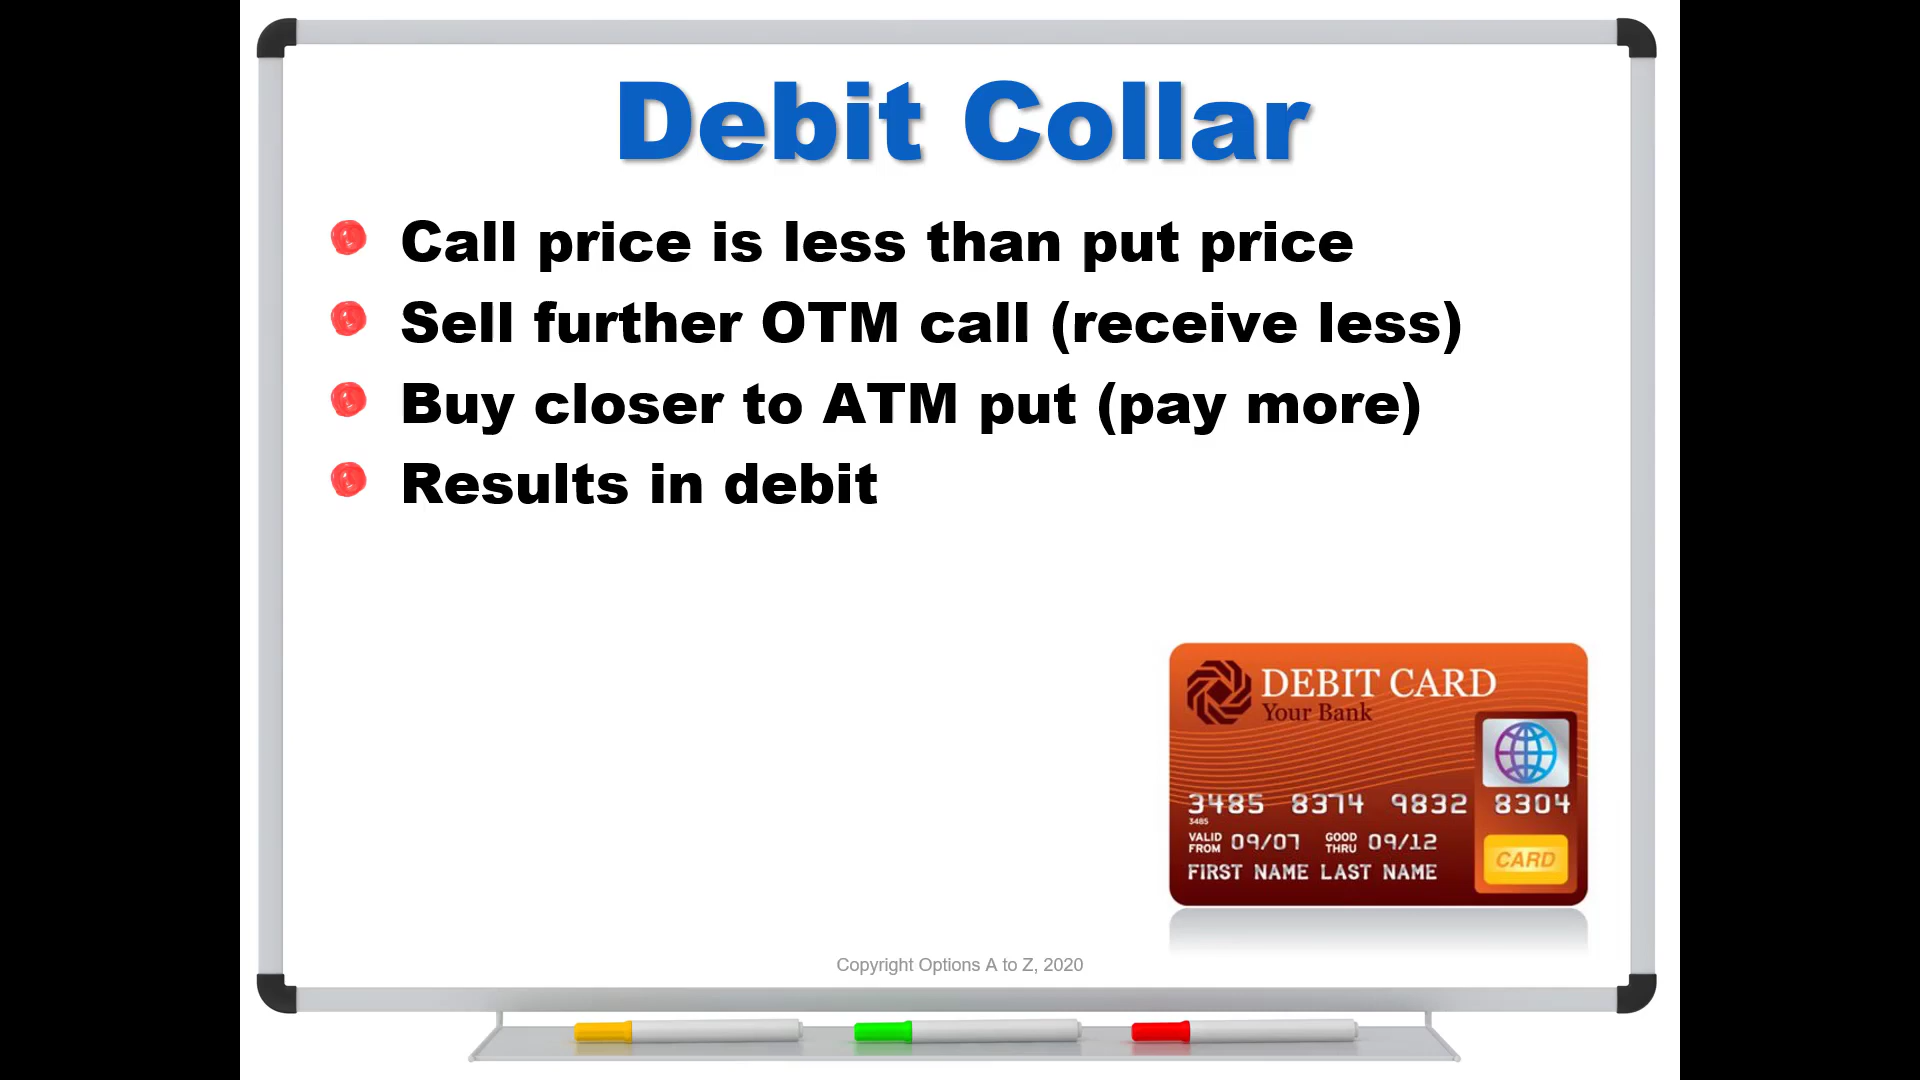 Debit Collar
Call price is less than put price
Sell further OTM call (receive less)
Buy closer to ATM put (pay more)
Results in debit
DEBIT CARD
Your Bank
3485 8374 9832 8304
3485
VALID FROM 09/07 GOOD THRU 09/12
FIRST NAME LAST NAME
CARD
Copyright Options A to Z, 2020